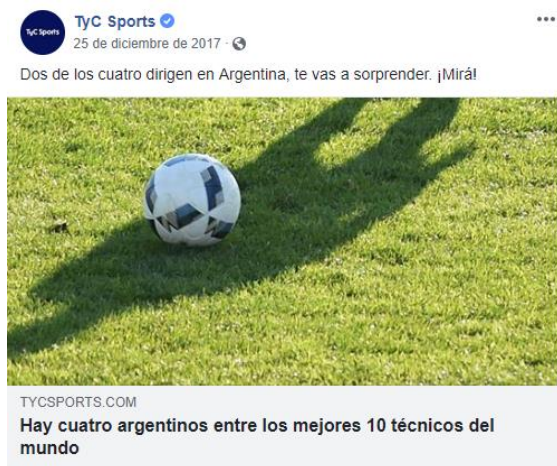 TyC Sports
TyC Sports
25 de diciembre de 2017 ·
Dos de los cuatro dirigen en Argentina, te vas a sorprender. ¡Mirá!
TYCSPORTS.COM
Hay cuatro argentinos entre los mejores 10 técnicos del
mundo